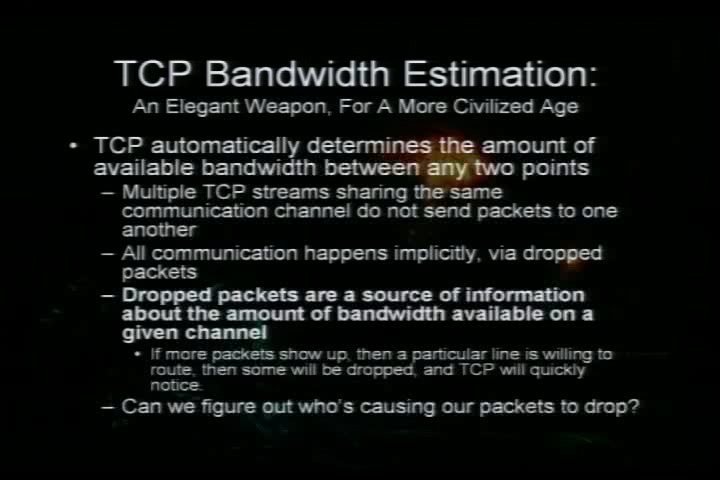 TCP Bandwidth Estimation:
An Elegant Weapon, For A More Civilized Age
• TCP automatically determines the amount of
available bandwidth between any two points
– Multiple TCP streams sharing the same
communication channel do not send packets to one
another
– All communication happens implicitly, via dropped
packets
– Dropped packets are a source of information
about the amount of bandwidth available on a
given channel
• If more packets show up, then a particular line is willing to
route, then some will be dropped, and TCP will quickly
notice.
– Can we figure out who's causing our packets to drop?